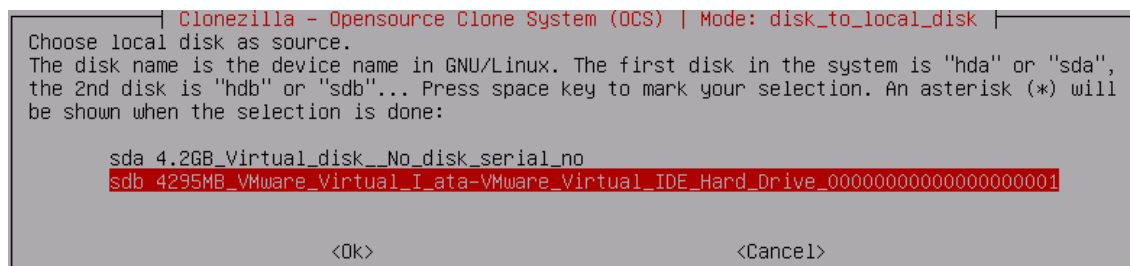 Clonezilla - Opensource Clone System (OCS) | Mode: disk_to_local_disk
Choose local disk as source.
The disk name is the device name in GNU/Linux. The first disk in the system is "hda" or "sda",
the 2nd disk is "hdb" or "sdb"... Press space key to mark your selection. An asterisk (*) will
be shown when the selection is done:
sda 4.2GB_Virtual_disk__No_disk_serial_no
sdb 4295MB_VMware_Virtual_I_ata-VMware_Virtual_IDE_Hard_Drive_00000000000000000001
<Ok> <Cancel>